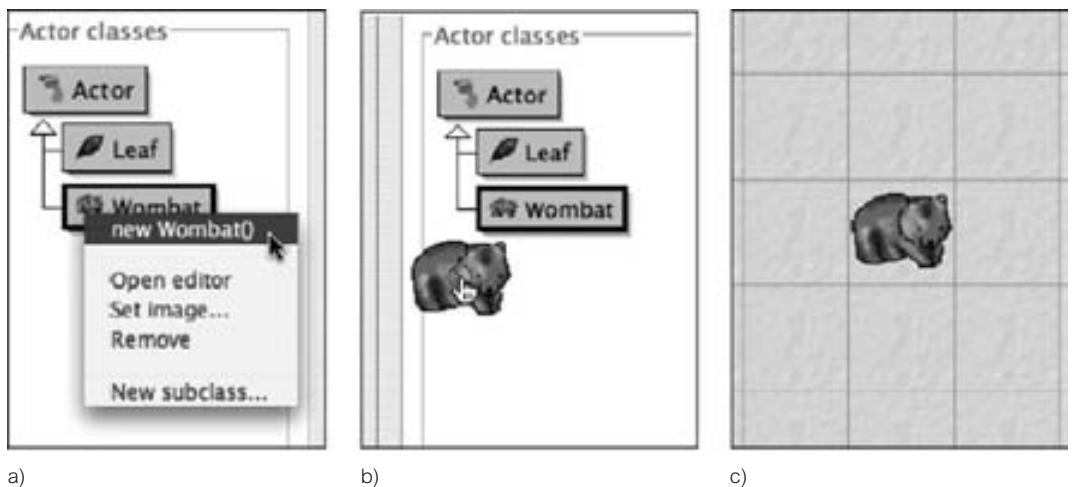 Actor classes
Actor
Leaf
Wombat
new Wombat()
Open editor
Set image...
Remove
New subclass...
a)
Actor classes
Actor
Leaf
Wombat
b)
c)